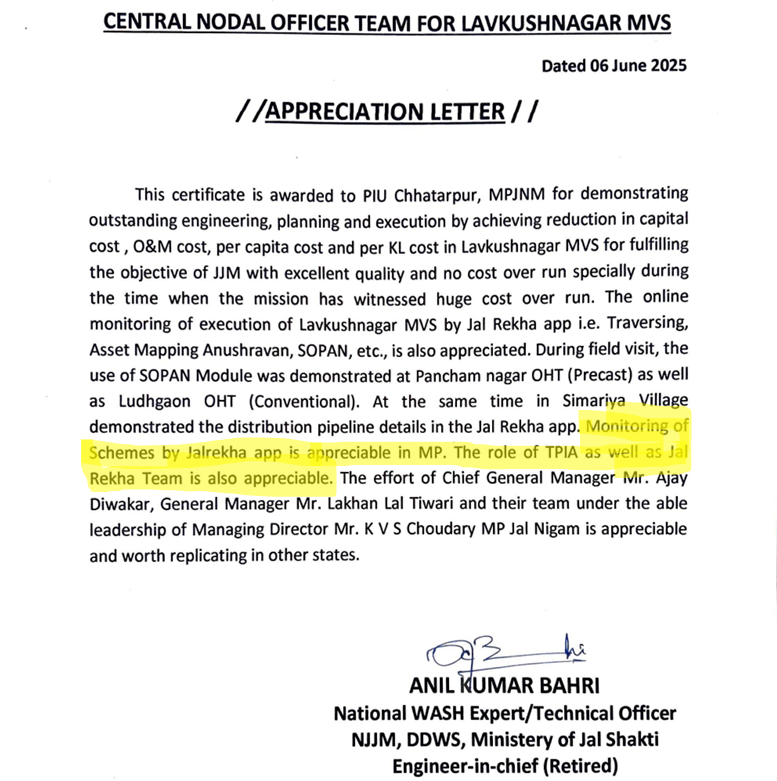 CENTRAL NODAL OFFICER TEAM FOR LAVKUSHNAGAR MVS
Dated 06 June 2025
//APPRECIATION LETTER//
This certificate is awarded to PIU Chhatarpur, MPJNM for demonstrating
outstanding engineering, planning and execution by achieving reduction in capital
cost , O&M cost, per capita cost and per KL cost in Lavkushnagar MVS for fulfilling
the objective of JJM with excellent quality and no cost over run specially during
the time when the mission has witnessed huge cost over run. The online
monitoring of execution of Lavkushnagar MVS by Jal Rekha app i.e. Traversing,
Asset Mapping Anushravan, SOPAN, etc., is also appreciated. During field visit, the
use of SOPAN Module was demonstrated at Pancham nagar OHT (Precast) as well
as Ludhgaon OHT (Conventional). At the same time in Simariya Village
demonstrated the distribution pipeline details in the Jal Rekha app. Monitoring of
Schemes by Jalrekha app is appreciable in MP. The role of TPIA as well as Jal
Rekha Team is also appreciable. The effort of Chief General Manager Mr. Ajay
Diwakar, General Manager Mr. Lakhan Lal Tiwari and their team under the able
leadership of Managing Director Mr. K V S Choudary MP Jal Nigam is appreciable
and worth replicating in other states.
ANIL KUMAR BAHRI
National WASH Expert/Technical Officer
NJJM, DDWS, Ministry of Jal Shakti
Engineer-in-chief (Retired)